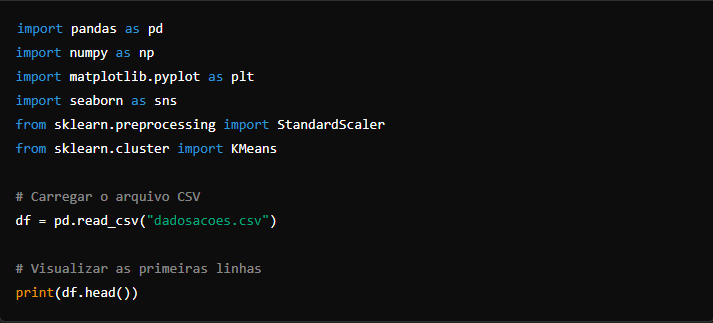 import pandas as pd
import numpy as np
import matplotlib.pyplot as plt
import seaborn as sns
from sklearn.preprocessing import StandardScaler
from sklearn.cluster import KMeans
# Carregar o arquivo CSV
df = pd.read_csv("dadosacoes.csv")
# Visualizar as primeiras linhas
print(df.head())